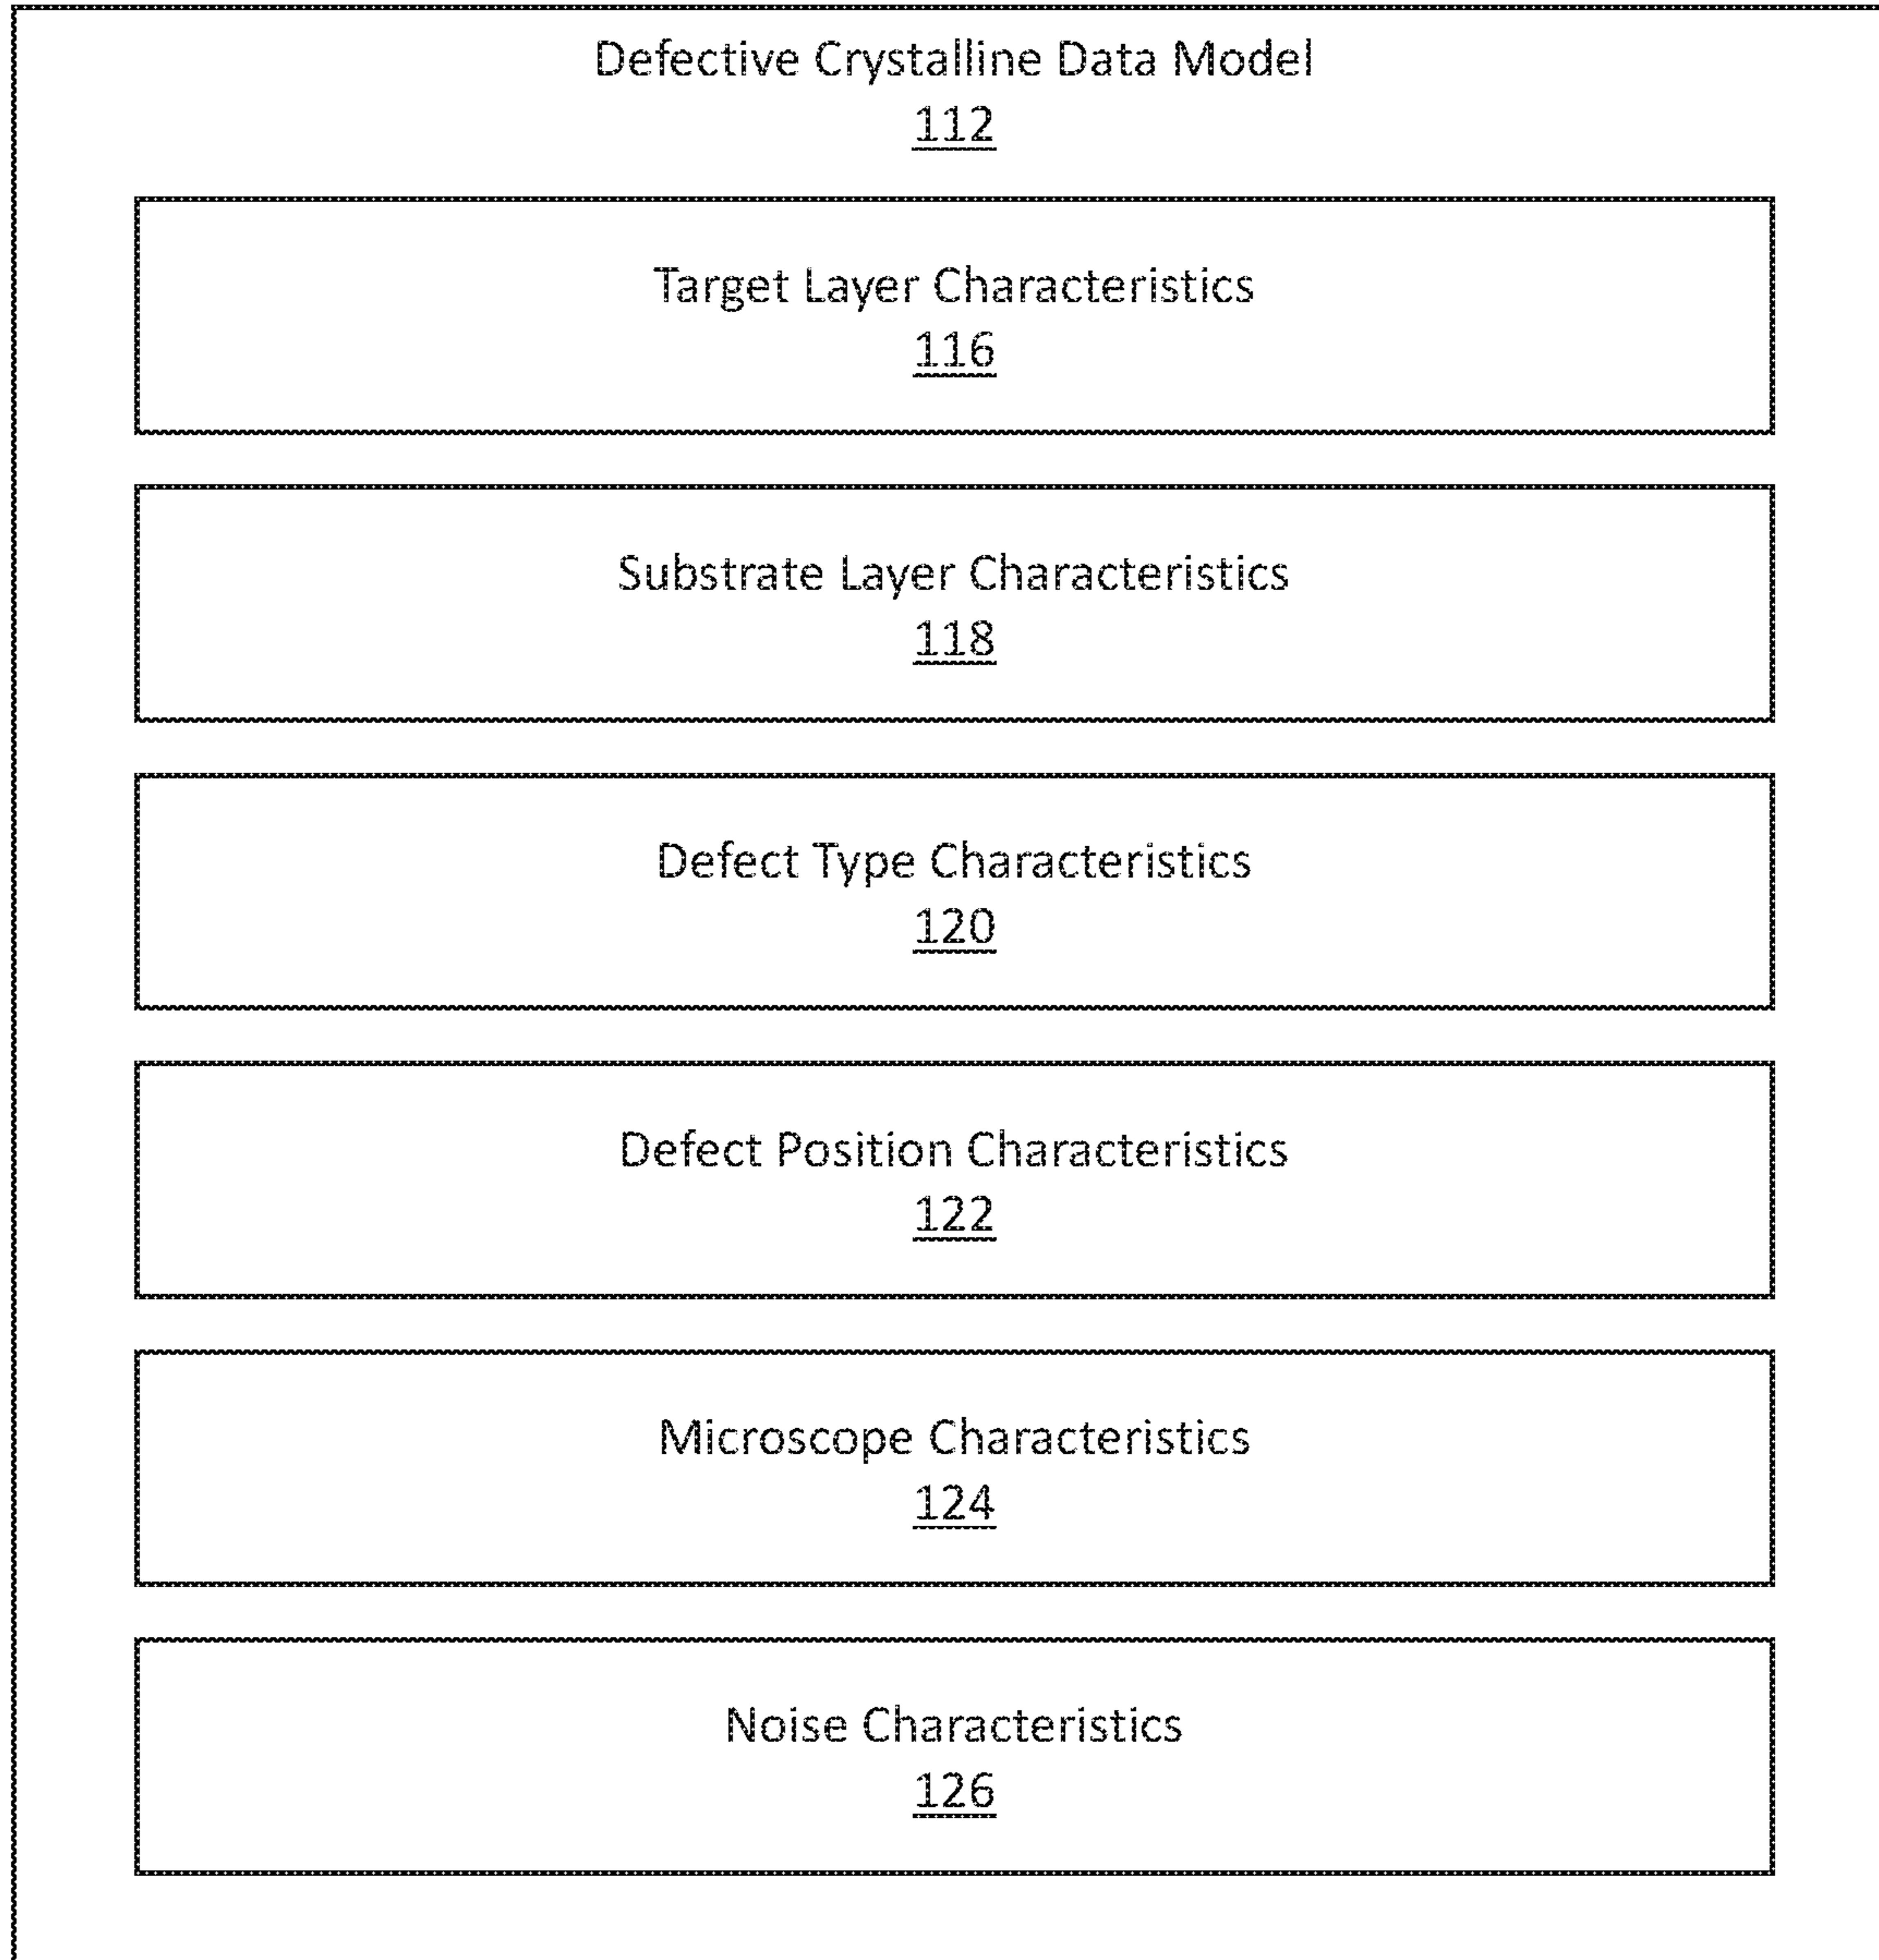 Defective Crystalline Data Model
112
Target Layer Characteristics
116
Substrate Layer Characteristics
118
Defect Type Characteristics
120
Defect Position Characteristics
122
Microscope Characteristics
124
Noise Characteristics
126